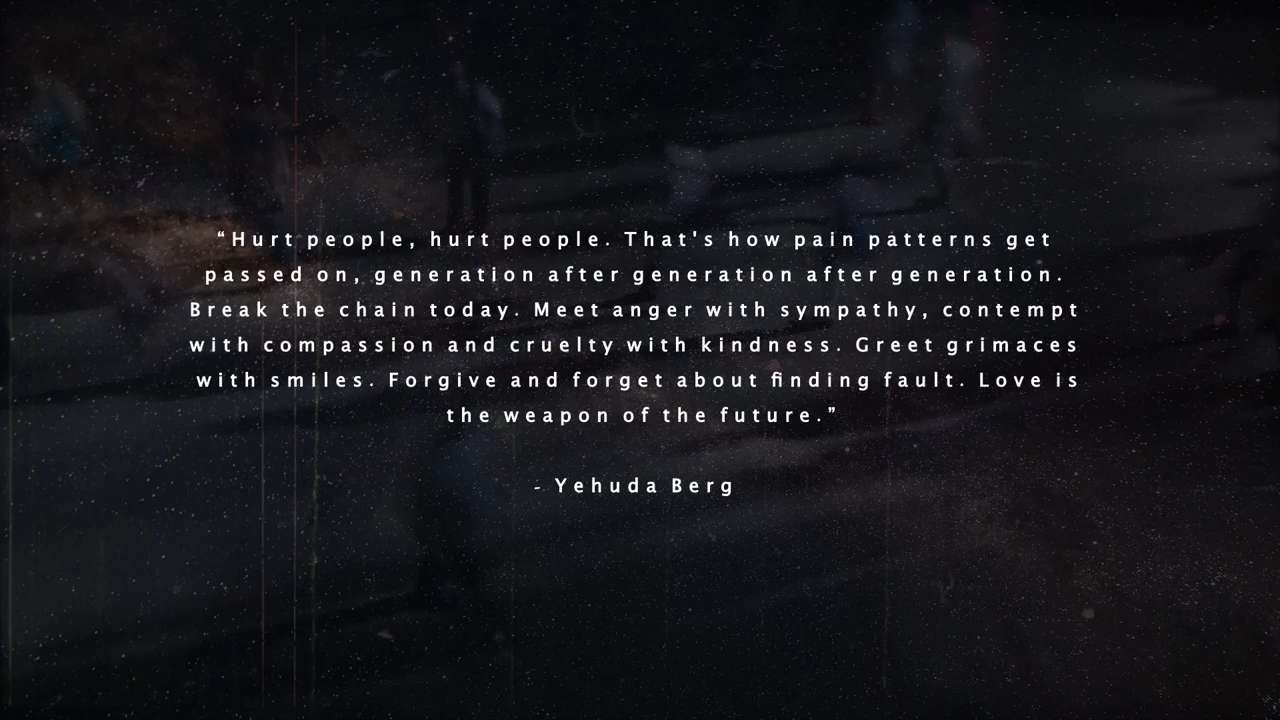 “Hurt people, hurt people. That's how pain patterns get
passed on, generation after generation after generation.
Break the chain today. Meet anger with sympathy, contempt
with compassion and cruelty with kindness. Greet grimaces
with smiles. Forgive and forget about finding fault. Love is
the weapon of the future.”
- Yehuda Berg